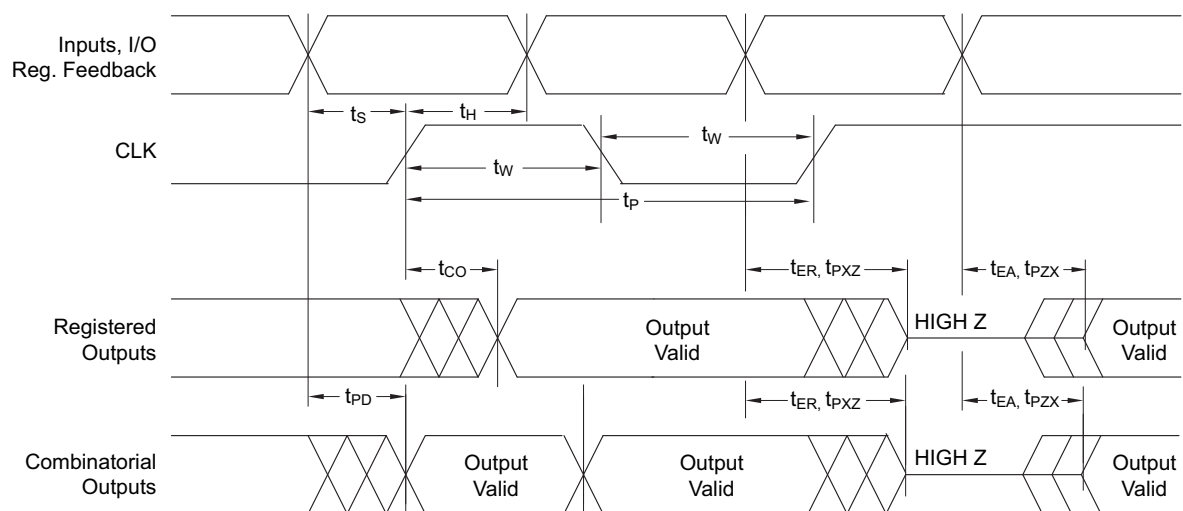 Inputs, I/O
Reg. Feedback
tS
tH
CLK
tW
tW
tP
tCO
tER, tPXZ
tEA, tPZX
Registered
Outputs
Output
Valid
HIGH Z
Output
Valid
tPD
tER, tPXZ
tEA, tPZX
Combinatorial
Outputs
Output
Valid
Output
Valid
HIGH Z
Output
Valid